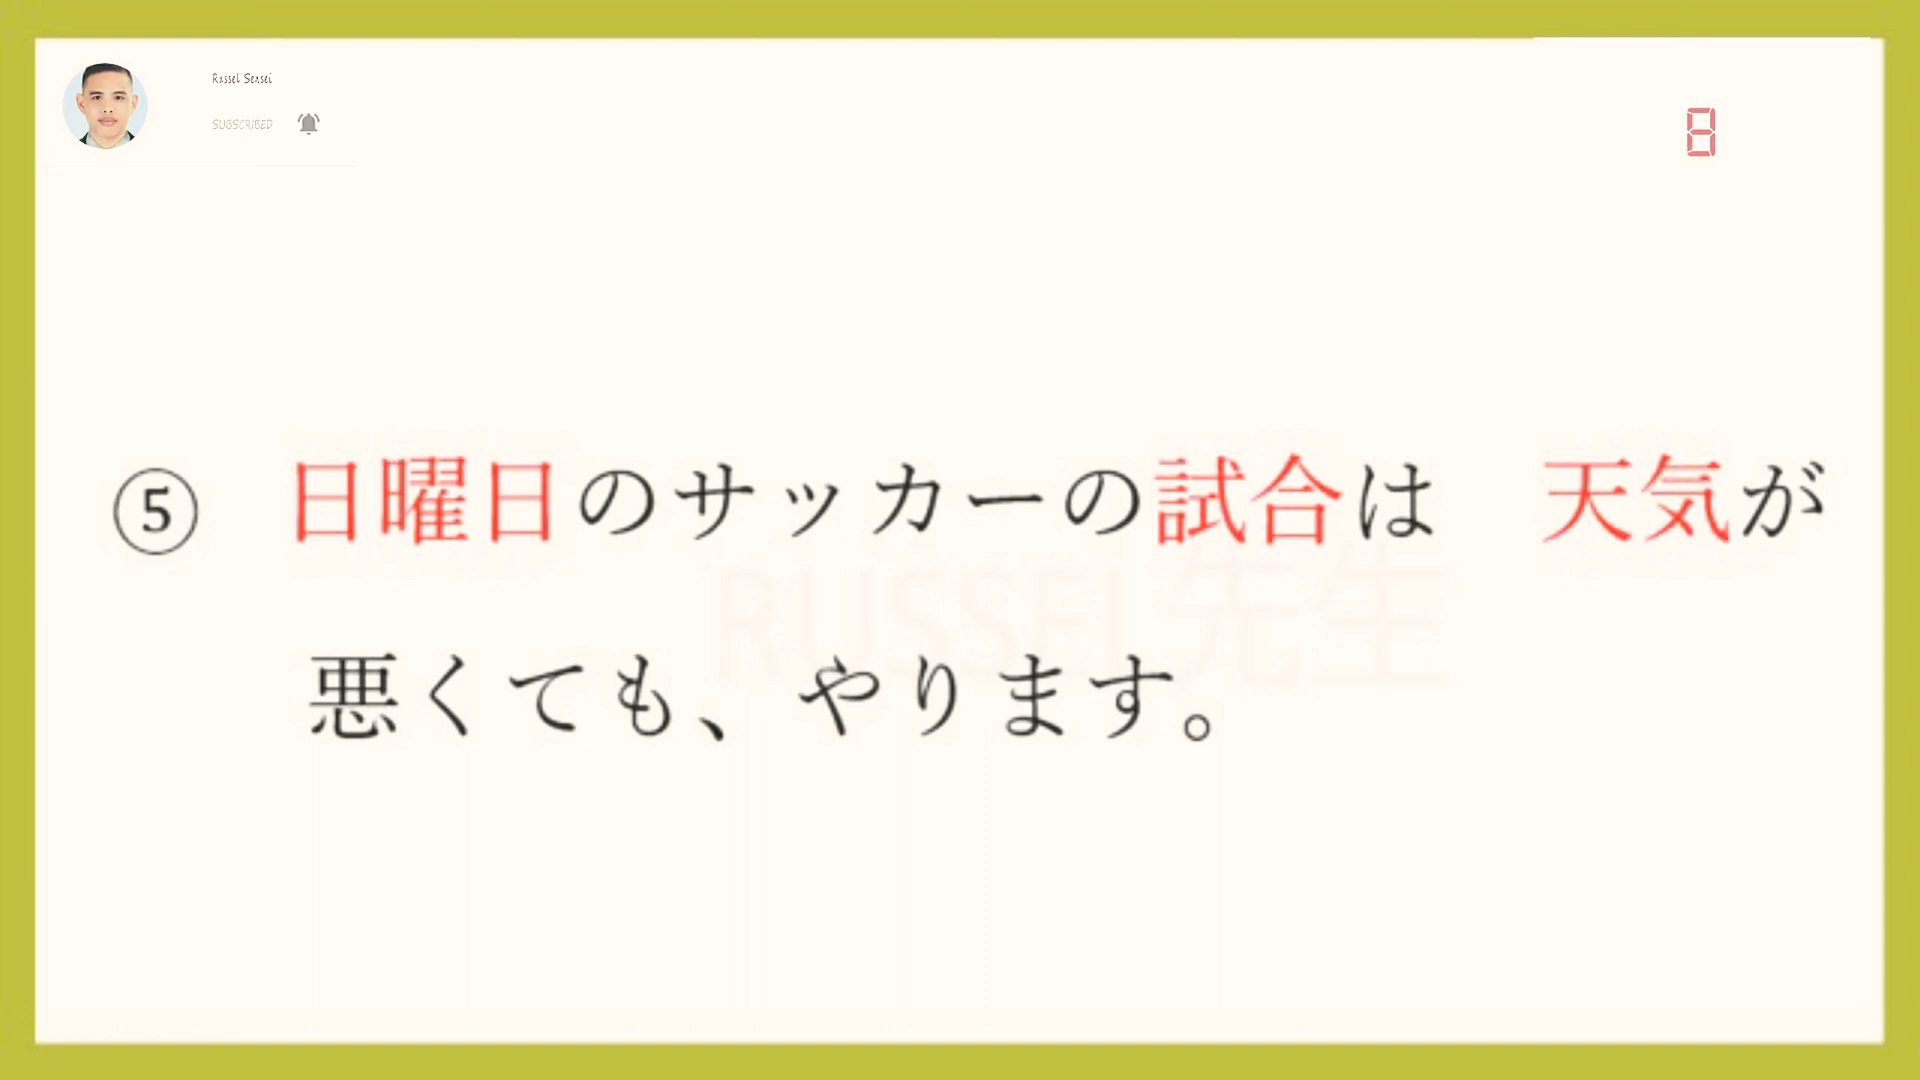 Russel Sensei
SUBSCRIBED
8
⑤ 日曜日のサッカーの試合は 天気が
悪くても、やります。
RUSSEL先生